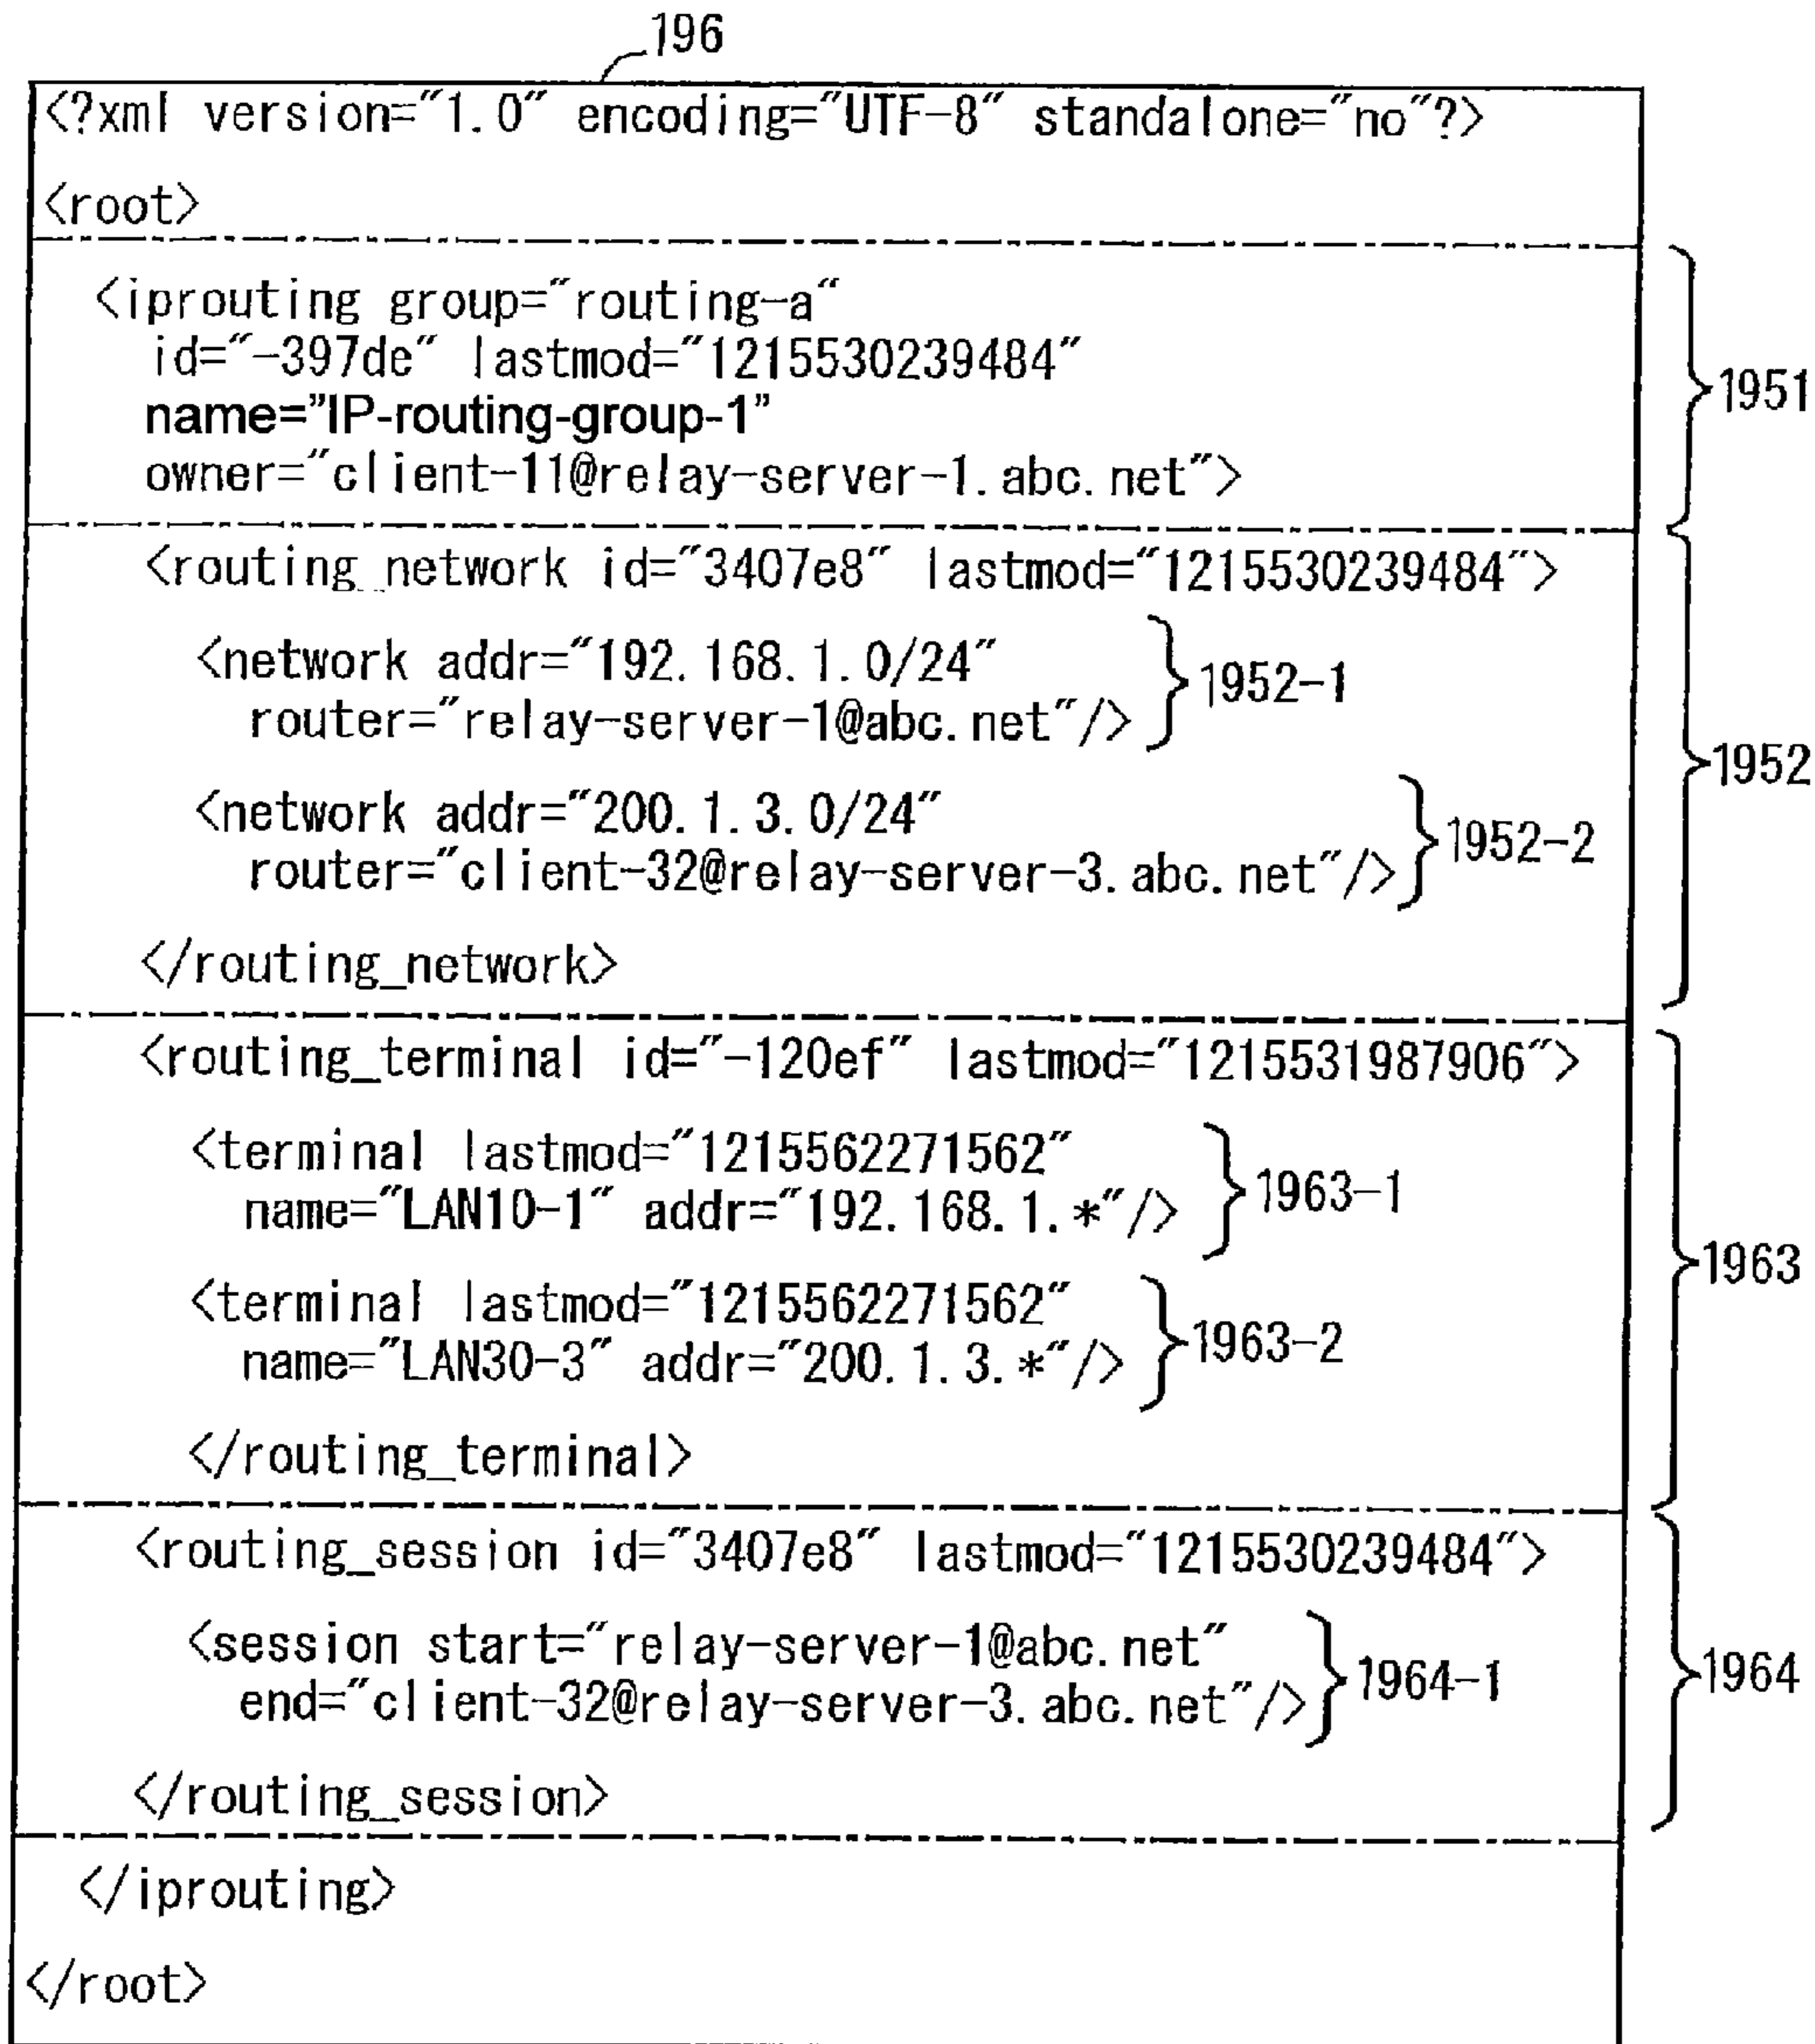 196
<?xml version="1.0" encoding="UTF-8" standalone="no"?>
<root>
<iprouting group="routing-a"
id="-397de" lastmod="1215530239484"
name="IP-routing-group-1"
owner="client-11@relay-server-1.abc.net">
1951
<routing_network id="3407e8" lastmod="1215530239484">
<network addr="192.168.1.0/24"
router="relay-server-1@abc.net"/>
1952-1
<network addr="200.1.3.0/24"
router="client-32@relay-server-3.abc.net"/>
1952-2
</routing_network>
1952
<routing_terminal id="-120ef" lastmod="1215531987906">
<terminal lastmod="1215562271562"
name="LAN10-1" addr="192.168.1.*"/>
1963-1
<terminal lastmod="1215562271562"
name="LAN30-3" addr="200.1.3.*"/>
1963-2
</routing_terminal>
1963
<routing_session id="3407e8" lastmod="1215530239484">
<session start="relay-server-1@abc.net"
end="client-32@relay-server-3.abc.net"/>
1964-1
</routing_session>
1964
</iprouting>
</root>